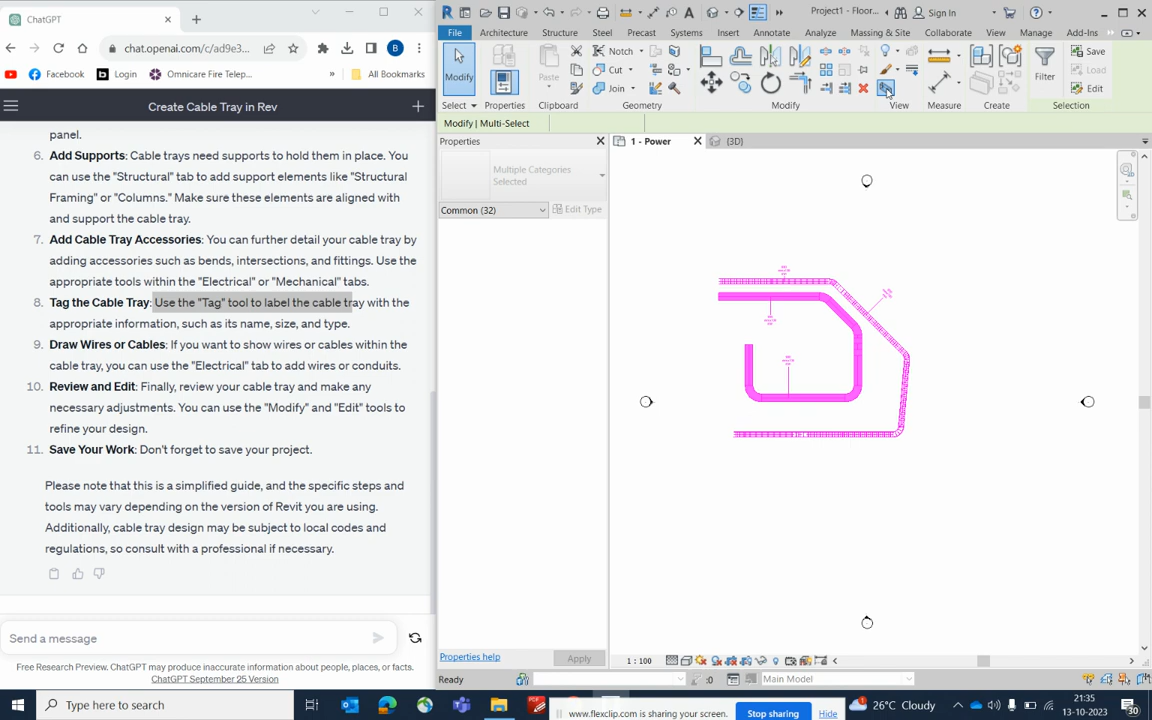 ChatGPT
chat.openai.com/c/ad9e3...
Facebook
Login
Omnicare Fire Telep...
All Bookmarks
Create Cable Tray in Rev
panel.
6. Add Supports: Cable trays need supports to hold them in place. You
can use the "Structural" tab to add support elements like "Structural
Framing" or "Columns." Make sure these elements are aligned with
and support the cable tray.
7. Add Cable Tray Accessories: You can further detail your cable tray by
adding accessories such as bends, intersections, and fittings. Use the
appropriate tools within the "Electrical" or "Mechanical" tabs.
8. Tag the Cable Tray: Use the "Tag" tool to label the cable tray with the
appropriate information, such as its name, size, and type.
9. Draw Wires or Cables: If you want to show wires or cables within the
cable tray, you can use the "Electrical" tab to add wires or conduits.
10. Review and Edit: Finally, review your cable tray and make any
necessary adjustments. You can use the "Modify" and "Edit" tools to
refine your design.
11. Save Your Work: Don't forget to save your project.
Please note that this is a simplified guide, and the specific steps and
tools may vary depending on the version of Revit you are using.
Additionally, cable tray design may be subject to local codes and
regulations, so consult with a professional if necessary.
Send a message
Free Research Preview. ChatGPT may produce inaccurate information about people, places, or facts.
ChatGPT September 25 Version
Project1 - Floor...
Sign In
File Architecture Structure Steel Precast Systems Insert Annotate Analyze Massing & Site Collaborate View Manage Add-Ins
Modify
Properties
Paste
Notch
Cut
Join
Filter
Save
Load
Edit
Select Properties Clipboard Geometry Modify View Measure Create Selection
Modify | Multi-Select
Properties
1 - Power
{3D}
Multiple Categories
Selected
Common (32)
Edit Type
Properties help
Apply
1 : 100
Ready
:0
Main Model
Type here to search
www.flexclip.com is sharing your screen.
Stop sharing
Hide
26°C Cloudy
21:35
13-10-2023
30